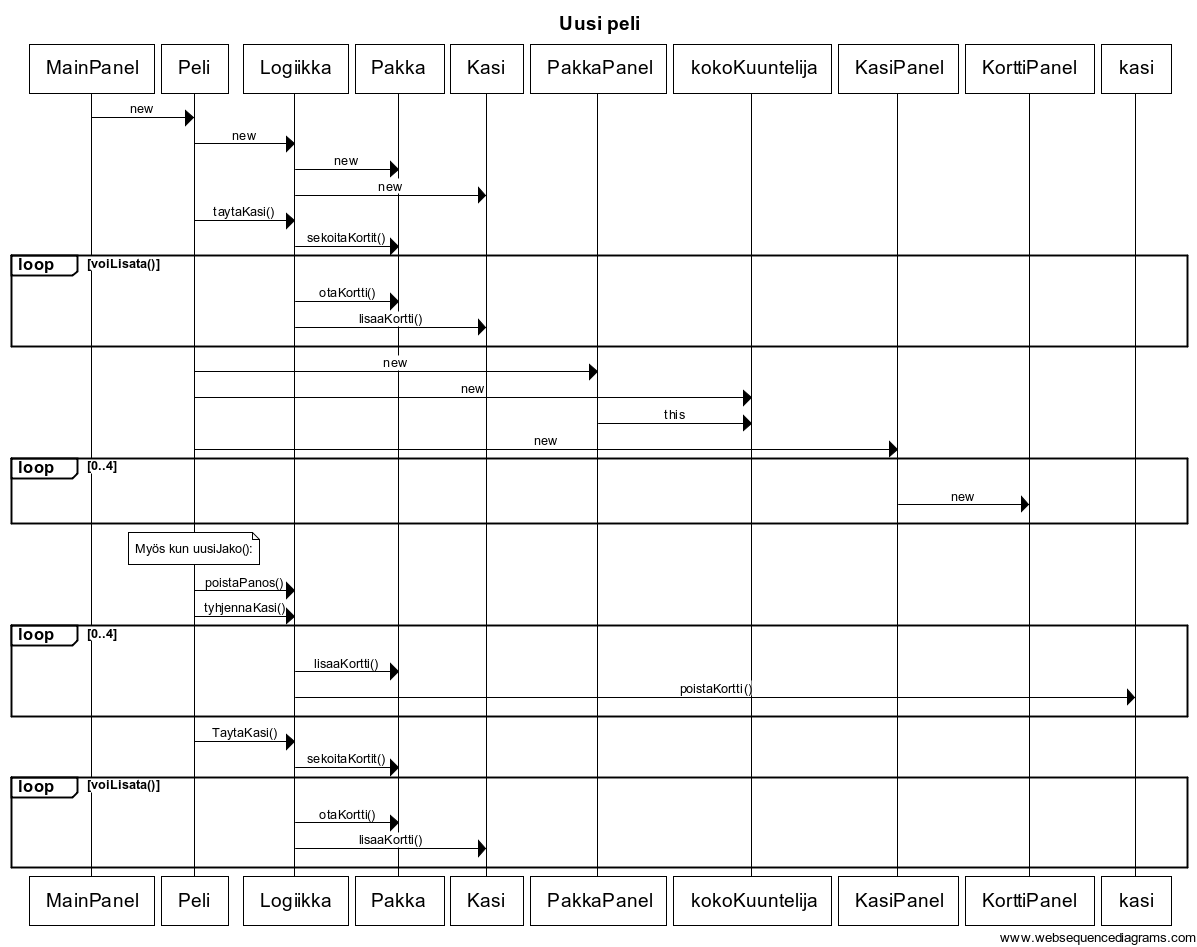 Uusi peli
MainPanel Peli Logiikka Pakka Kasi PakkaPanel kokoKuuntelija KasiPanel KorttiPanel kasi
new
new
new
new
taytaKasi()
sekoitaKortit()
loop [voiLisata()]
otaKortti()
lisaaKortti()
new
new
this
new
loop [0..4]
new
Myös kun uusiJako():
poistaPanos()
tyhjennaKasi()
loop [0..4]
lisaaKortti()
poistaKortti()
TaytaKasi()
sekoitaKortit()
loop [voiLisata()]
otaKortti()
lisaaKortti()
MainPanel Peli Logiikka Pakka Kasi PakkaPanel kokoKuuntelija KasiPanel KorttiPanel kasi
www.websequencediagrams.com